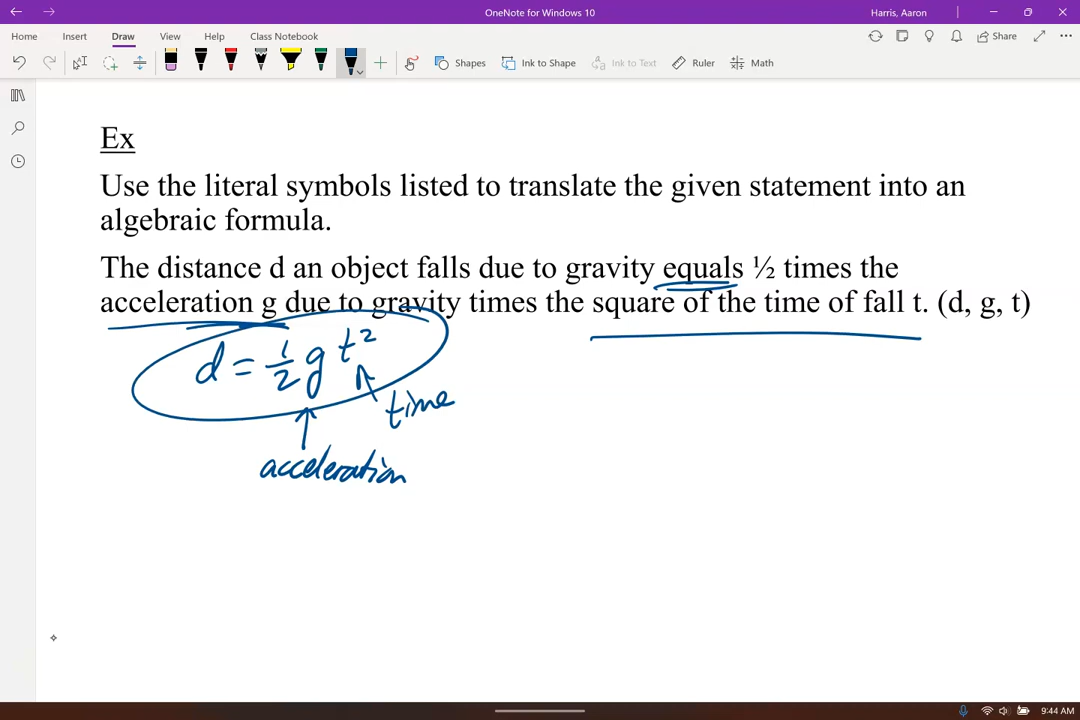 OneNote for Windows 10
Harris, Aaron
Home Insert Draw View Help Class Notebook
Share
Shapes Ink to Shape Ink to Text Ruler Math
Ex
Use the literal symbols listed to translate the given statement into an
algebraic formula.
The distance d an object falls due to gravity equals ½ times the
acceleration g due to gravity times the square of the time of fall t. (d, g, t)
d = 1/2 g t²
time
acceleration
9:44 AM